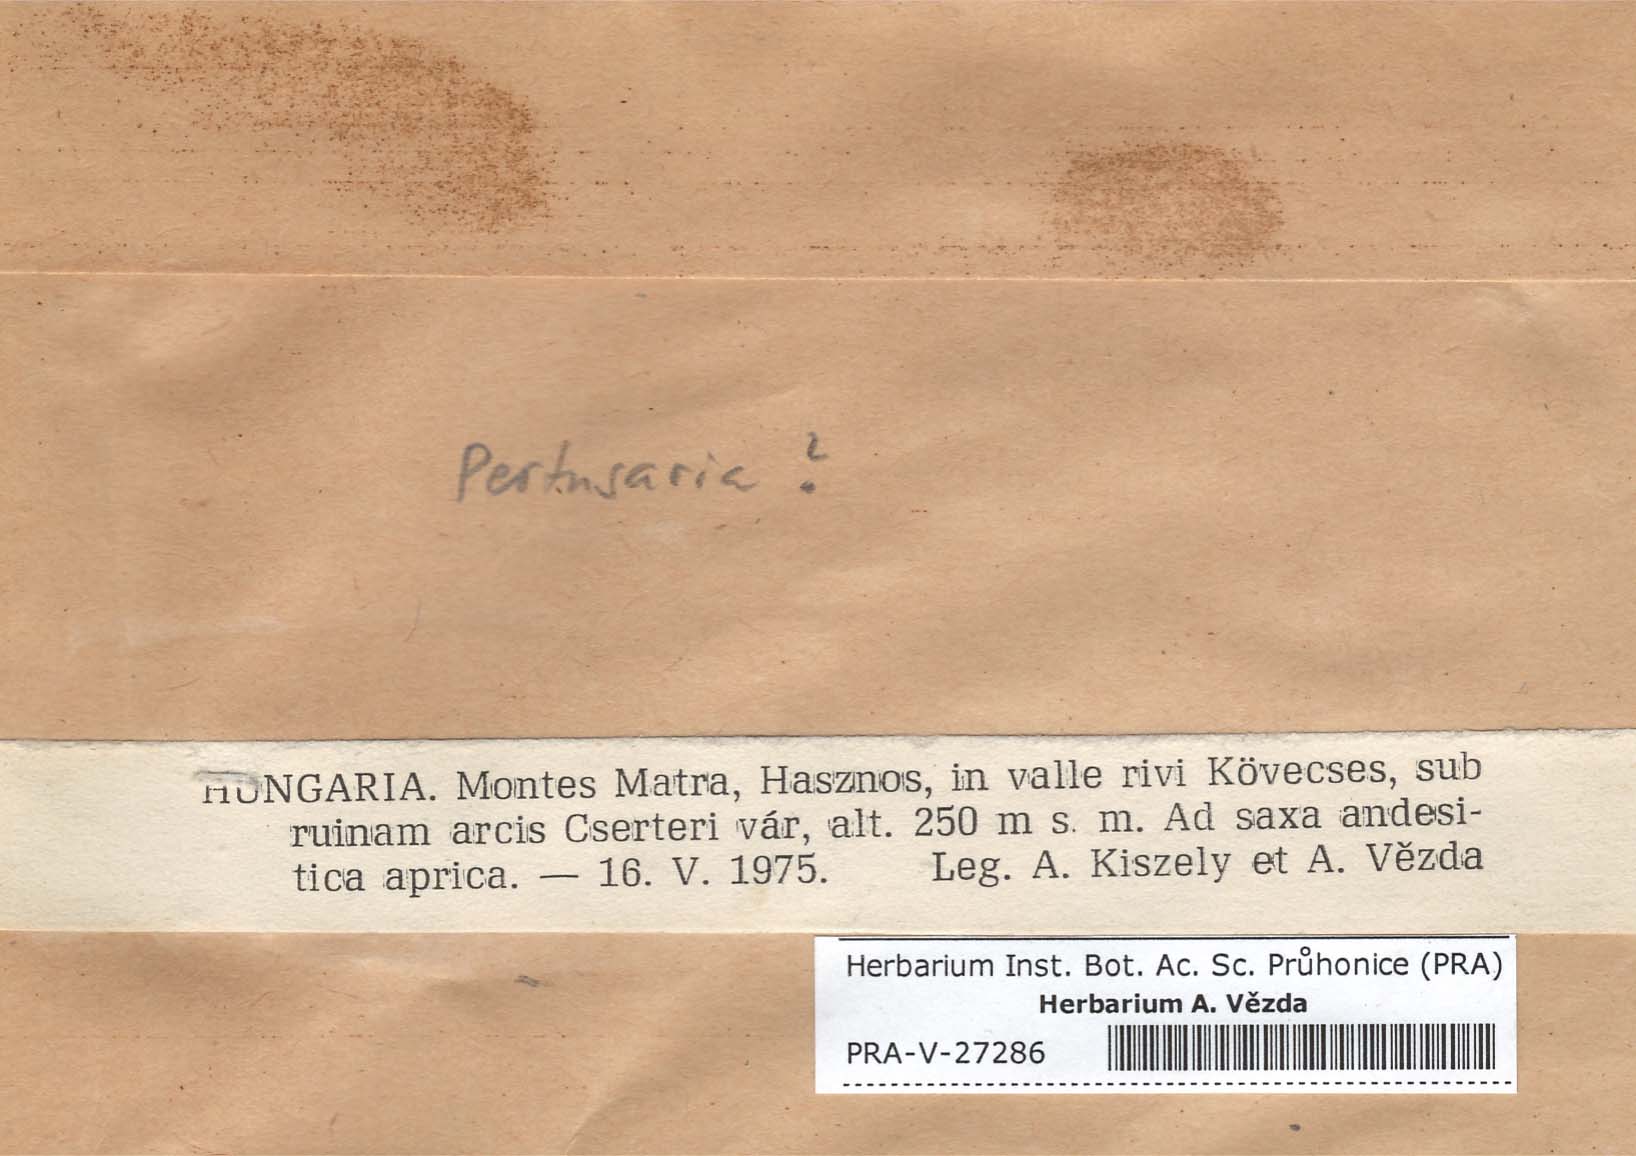 Pertusaria ?
HUNGARIA. Montes Matra, Hasznos, in valle rivi Kövecses, sub
ruinam arcis Cserteri vár, alt. 250 m s. m. Ad saxa andesi-
tica aprica. — 16. V. 1975. Leg. A. Kiszely et A. Vězda
Herbarium Inst. Bot. Ac. Sc. Průhonice (PRA)
Herbarium A. Vězda
PRA-V-27286